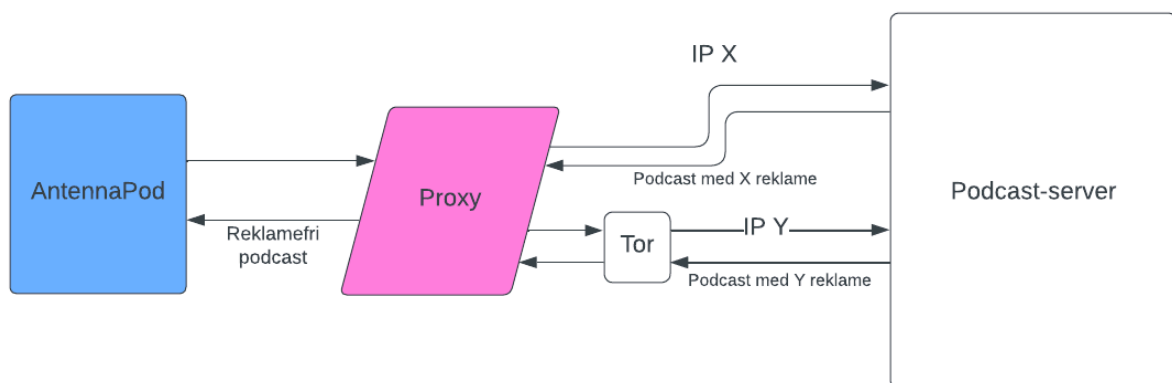 IP X
AntennaPod
Proxy
Podcast med X reklame
Podcast-server
Reklamefri
podcast
Tor
IP Y
Podcast med Y reklame